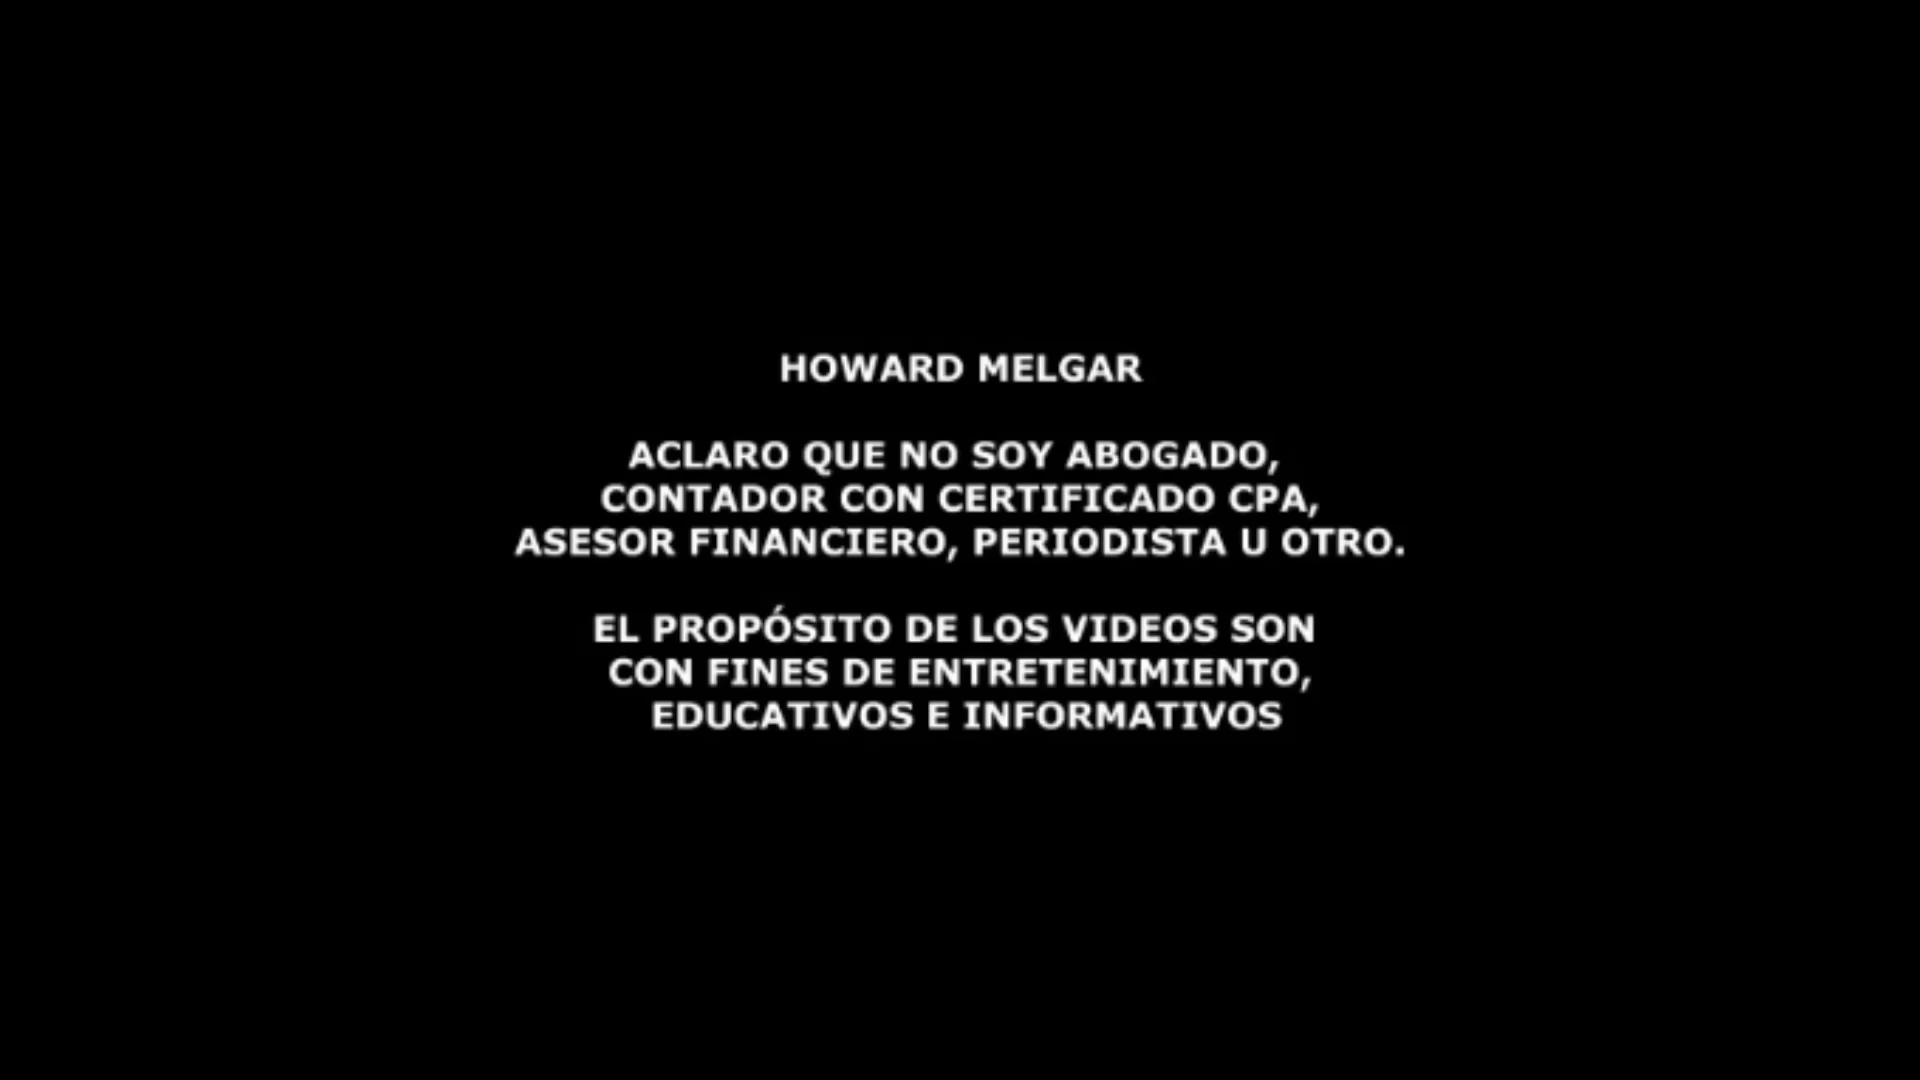 HOWARD MELGAR
ACLARO QUE NO SOY ABOGADO,
CONTADOR CON CERTIFICADO CPA,
ASESOR FINANCIERO, PERIODISTA U OTRO.
EL PROPÓSITO DE LOS VIDEOS SON
CON FINES DE ENTRETENIMIENTO,
EDUCATIVOS E INFORMATIVOS